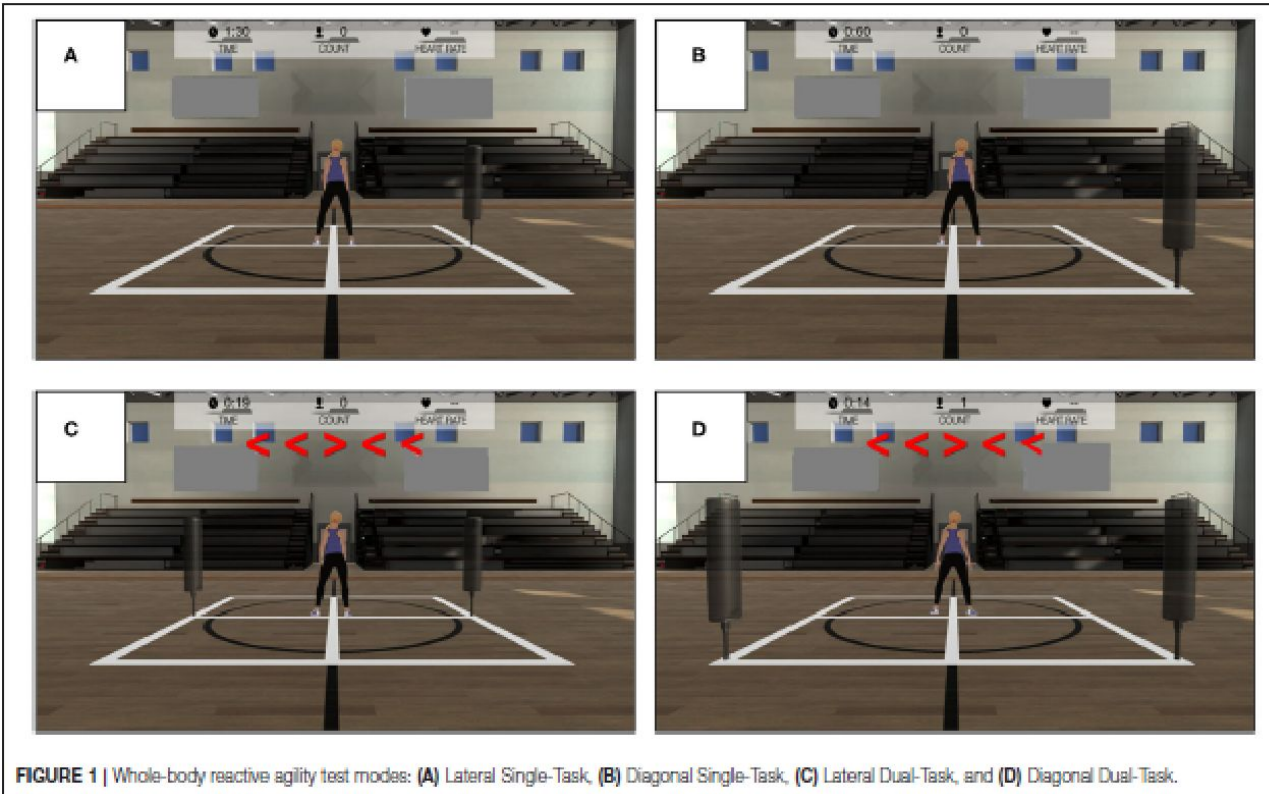 A
1:30 0 --
TIME COUNT HEART RATE
B
0:60 0 --
TIME COUNT HEART RATE
C
0:19 0 --
TIME COUNT HEART RATE
< < > < <
D
0:14 1 --
TIME COUNT HEART RATE
< < > < <
FIGURE 1 | Whole-body reactive agility test modes: (A) Lateral Single-Task, (B) Diagonal Single-Task, (C) Lateral Dual-Task, and (D) Diagonal Dual-Task.